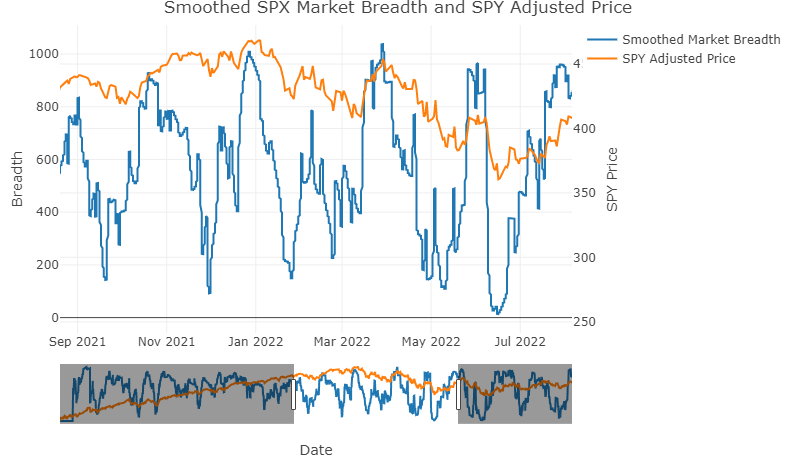 Smoothed SPX Market Breadth and SPY Adjusted Price
Smoothed Market Breadth
SPY Adjusted Price
1000
800
600
400
200
0
Breadth
400
350
300
250
SPY Price
Sep 2021
Nov 2021
Jan 2022
Mar 2022
May 2022
Jul 2022
Date